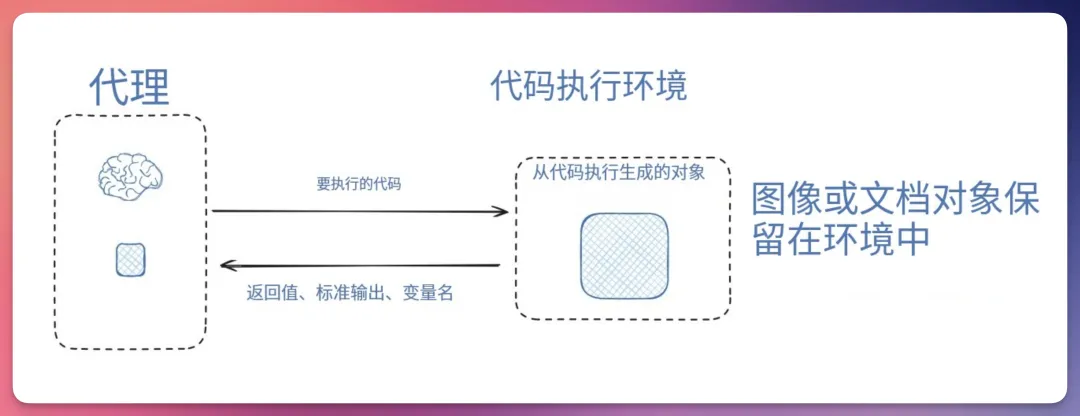 代理
代码执行环境
要执行的代码
从代码执行生成的对象
图像或文档对象保
留在环境中
返回值、标准输出、变量名